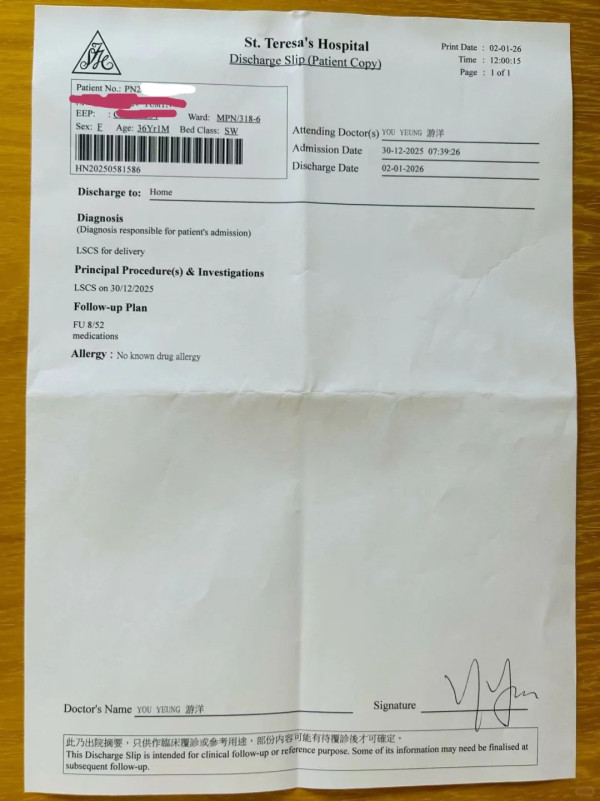 St. Teresa's Hospital
Discharge Slip (Patient Copy)
Print Date : 02-01-26
Time : 12:00:15
Page : 1 of 1
Patient No.: PN2
EEP: :
Ward: MPN/318-6
Sex: F Age: 36Yr1M Bed Class: SW
HN20250581586
Attending Doctor(s) YOU YEUNG 游洋
Admission Date 30-12-2025 07:39:26
Discharge Date 02-01-2026
Discharge to: Home
Diagnosis
(Diagnosis responsible for patient's admission)
LSCS for delivery
Principal Procedure(s) & Investigations
LSCS on 30/12/2025
Follow-up Plan
FU 8/52
medications
Allergy : No known drug allergy
Doctor's Name YOU YEUNG 游洋
Signature
此乃出院摘要，只供作臨床覆診或參考用途，部份內容可能有待覆診後才可確定。
This Discharge Slip is intended for clinical follow-up or reference purpose. Some of its information may need be finalised at
subsequent follow-up.